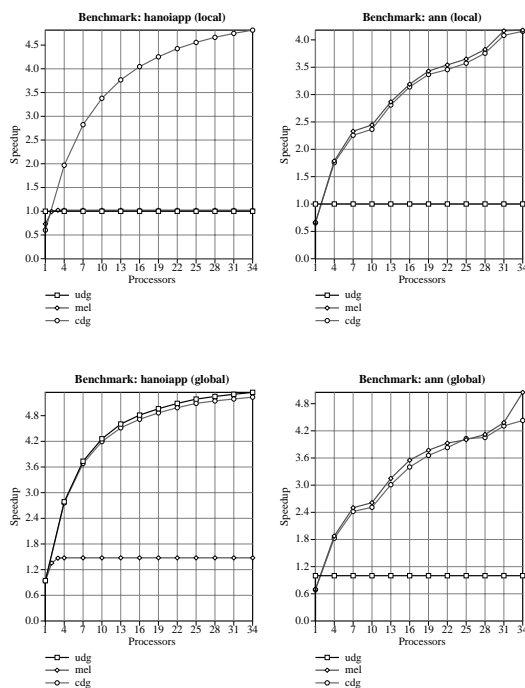 Benchmark: hanoiapp (local)
Speedup
4.5
4.0
3.5
3.0
2.5
2.0
1.5
1.0
0.5
0.0
1 4 7 10 13 16 19 22 25 28 31 34
Processors
udg
mel
cdg
Benchmark: ann (local)
Speedup
4.0
3.5
3.0
2.5
2.0
1.5
1.0
0.5
0.0
1 4 7 10 13 16 19 22 25 28 31 34
Processors
udg
mel
cdg
Benchmark: hanoiapp (global)
Speedup
4.8
4.2
3.6
3.0
2.4
1.8
1.2
0.6
0.0
1 4 7 10 13 16 19 22 25 28 31 34
Processors
udg
mel
cdg
Benchmark: ann (global)
Speedup
4.8
4.2
3.6
3.0
2.4
1.8
1.2
0.6
0.0
1 4 7 10 13 16 19 22 25 28 31 34
Processors
udg
mel
cdg